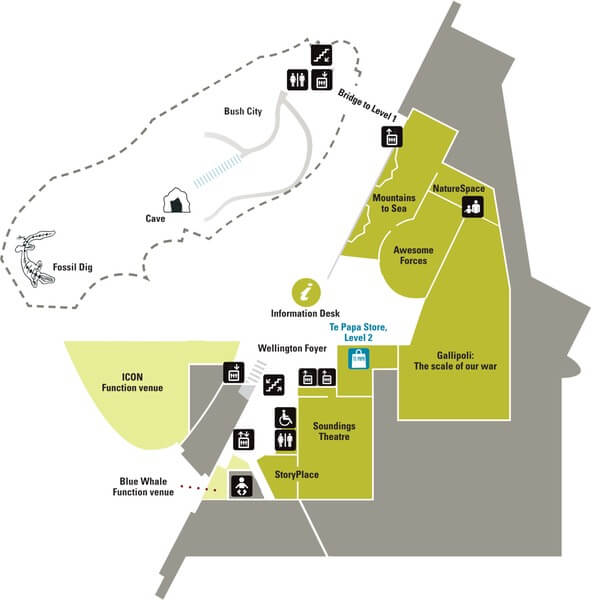 Bridge to Level 1
Bush City
NatureSpace
Mountains
to Sea
Cave
Awesome
Forces
Fossil Dig
i
Information Desk
Te Papa Store,
Level 2
TE PAPA
Wellington Foyer
Gallipoli:
The scale of our war
ICON
Function venue
Soundings
Theatre
StoryPlace
Blue Whale
Function venue